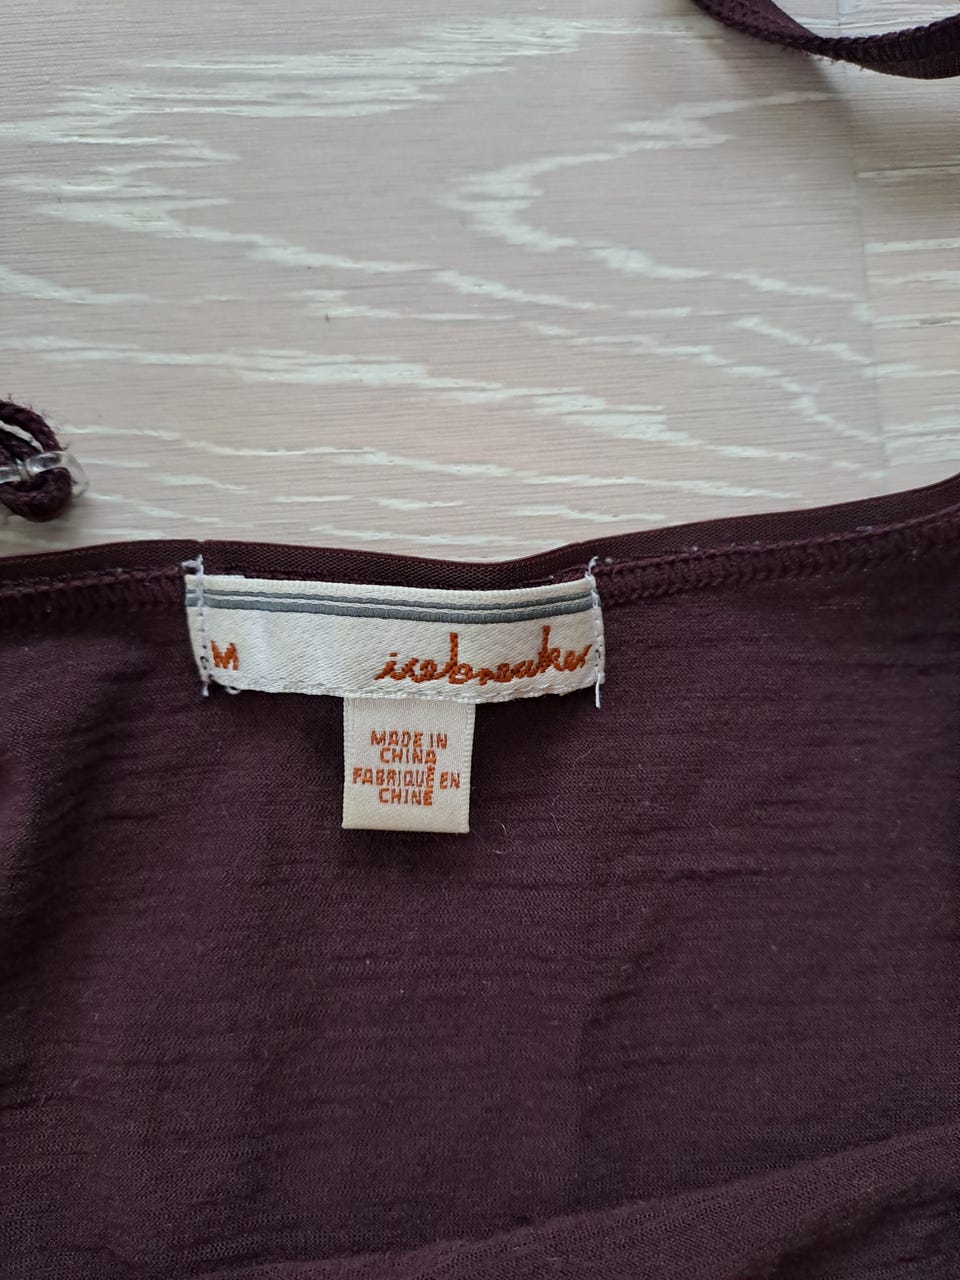 M icebreaker
MADE IN
CHINA
FABRIQUÉ EN
CHINE